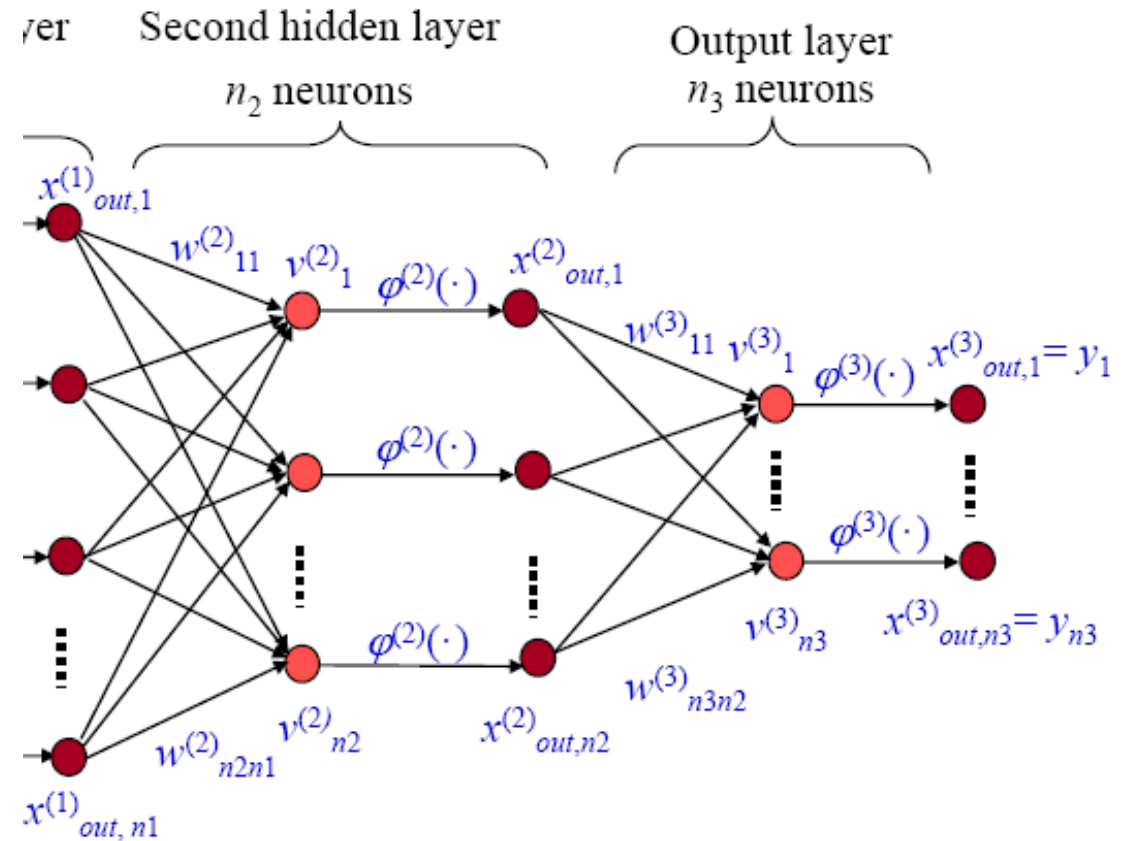 yer
Second hidden layer
Output layer
n₂ neurons
n₃ neurons
x⁽¹⁾out,1
w⁽²⁾11
v⁽²⁾1
φ⁽²⁾(·)
x⁽²⁾out,1
w⁽³⁾11
v⁽³⁾1
φ⁽³⁾(·)
x⁽³⁾out,1= y1
φ⁽²⁾(·)
φ⁽³⁾(·)
φ⁽²⁾(·)
v⁽³⁾n3
x⁽³⁾out,n3= yn3
w⁽³⁾n3n2
v⁽²⁾n2
x⁽²⁾out,n2
w⁽²⁾n2n1
x⁽¹⁾out, n1